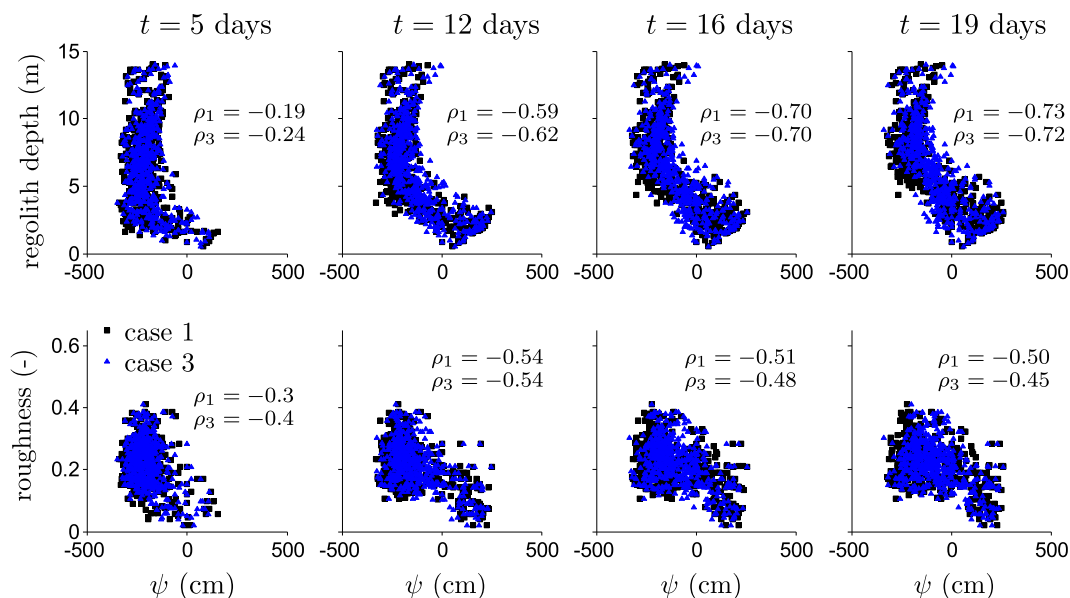 t = 5 days
t = 12 days
t = 16 days
t = 19 days
regolith depth (m)
15
10
5
0
ρ1 = −0.19
ρ3 = −0.24
ρ1 = −0.59
ρ3 = −0.62
ρ1 = −0.70
ρ3 = −0.70
ρ1 = −0.73
ρ3 = −0.72
-500 0 500
-500 0 500
-500 0 500
-500 0 500
roughness (-)
0.6
0.4
0.2
0
case 1
case 3
ρ1 = −0.3
ρ3 = −0.4
ρ1 = −0.54
ρ3 = −0.54
ρ1 = −0.51
ρ3 = −0.48
ρ1 = −0.50
ρ3 = −0.45
-500 0 500
-500 0 500
-500 0 500
-500 0 500
ψ (cm)
ψ (cm)
ψ (cm)
ψ (cm)